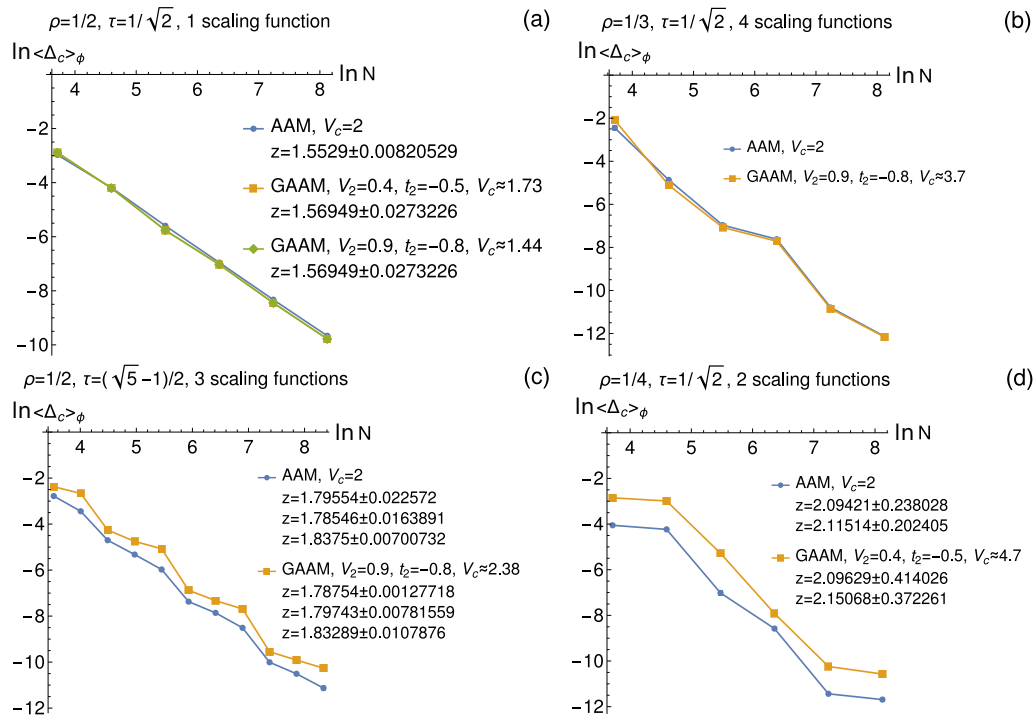 ρ=1/2, τ=1/√2, 1 scaling function (a)
ln<Δc>ϕ
ln N
4 5 6 7 8
-2
-4
-6
-8
-10
AAM, Vc=2
z=1.5529±0.00820529
GAAM, V2=0.4, t2=-0.5, Vc≈1.73
z=1.56949±0.0273226
GAAM, V2=0.9, t2=-0.8, Vc≈1.44
z=1.56949±0.0273226
ρ=1/3, τ=1/√2, 4 scaling functions (b)
ln<Δc>ϕ
ln N
4 5 6 7 8
-2
-4
-6
-8
-10
-12
AAM, Vc=2
GAAM, V2=0.9, t2=-0.8, Vc≈3.7
ρ=1/2, τ=(√5-1)/2, 3 scaling functions (c)
ln<Δc>ϕ
ln N
4 5 6 7 8
-2
-4
-6
-8
-10
-12
AAM, Vc=2
z=1.79554±0.022572
z=1.78546±0.0163891
z=1.8375±0.00700732
GAAM, V2=0.9, t2=-0.8, Vc≈2.38
z=1.78754±0.00127718
z=1.79743±0.00781559
z=1.83289±0.0107876
ρ=1/4, τ=1/√2, 2 scaling functions (d)
ln<Δc>ϕ
ln N
4 5 6 7 8
-2
-4
-6
-8
-10
-12
AAM, Vc=2
z=2.09421±0.238028
z=2.11514±0.202405
GAAM, V2=0.4, t2=-0.5, Vc≈4.7
z=2.09629±0.414026
z=2.15068±0.372261